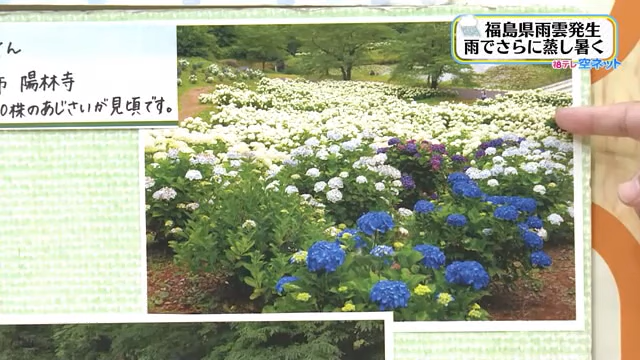 福島県雨雲発生
雨でさらに蒸し暑く
福テレ空ネット
ん
市 陽林寺
0株のあじさいが見頃です。